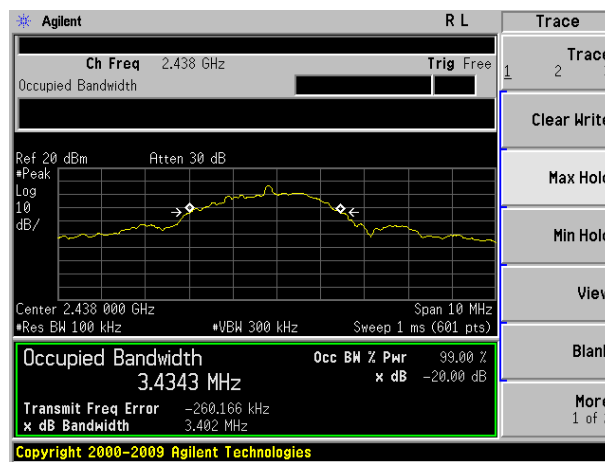 Agilent R L Trace
Ch Freq 2.438 GHz Trig Free
Occupied Bandwidth
Trace
1 2
Clear Write
Max Hold
Min Hold
View
Blank
More
1 of
Ref 20 dBm Atten 30 dB
#Peak
Log
10
dB/
Center 2.438 000 GHz Span 10 MHz
#Res BW 100 kHz #VBW 300 kHz Sweep 1 ms (601 pts)
Occupied Bandwidth Occ BW % Pwr 99.00 %
3.4343 MHz x dB -20.00 dB
Transmit Freq Error -260.166 kHz
x dB Bandwidth 3.402 MHz
Copyright 2000-2009 Agilent Technologies